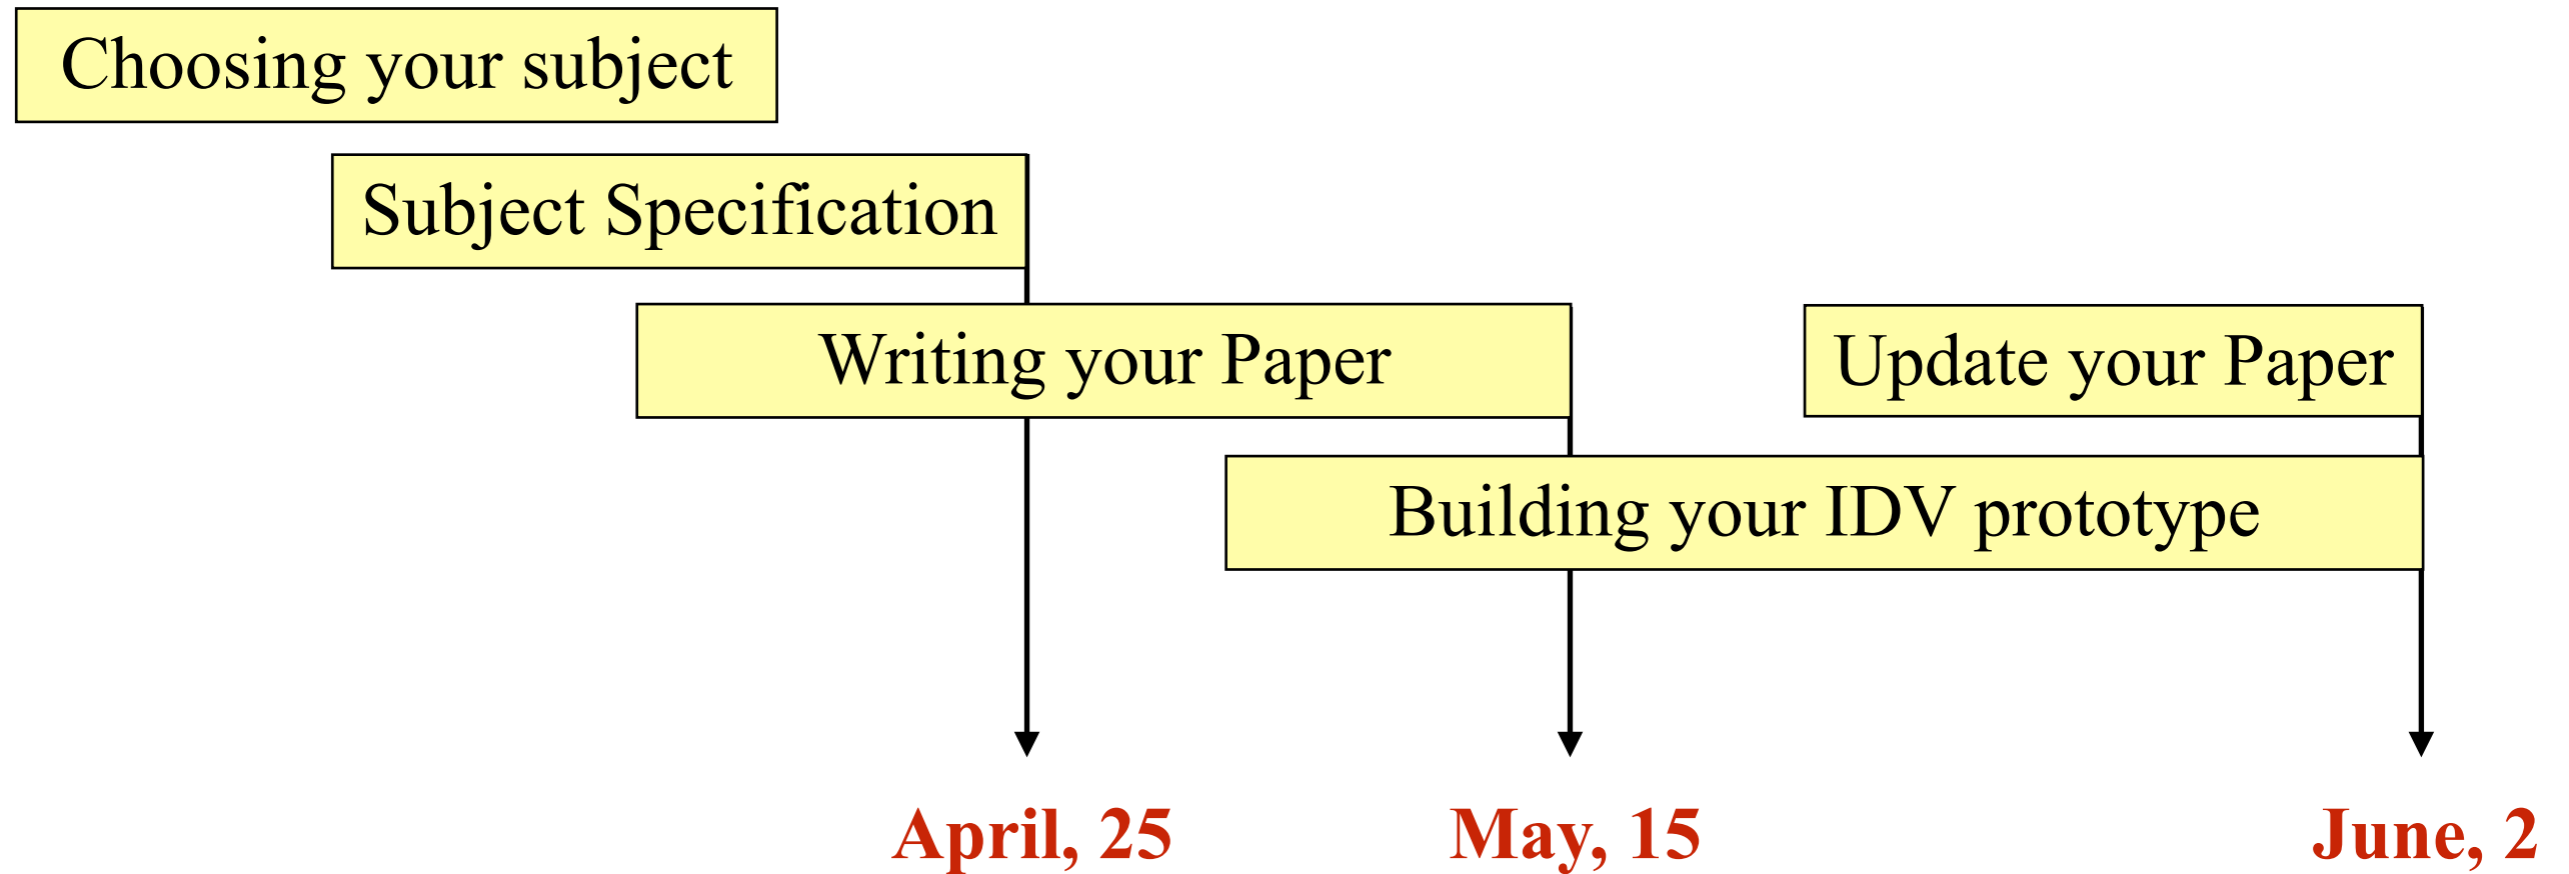 Choosing your subject
Subject Specification
Writing your Paper
Update your Paper
Building your IDV prototype
April, 25
May, 15
June, 2